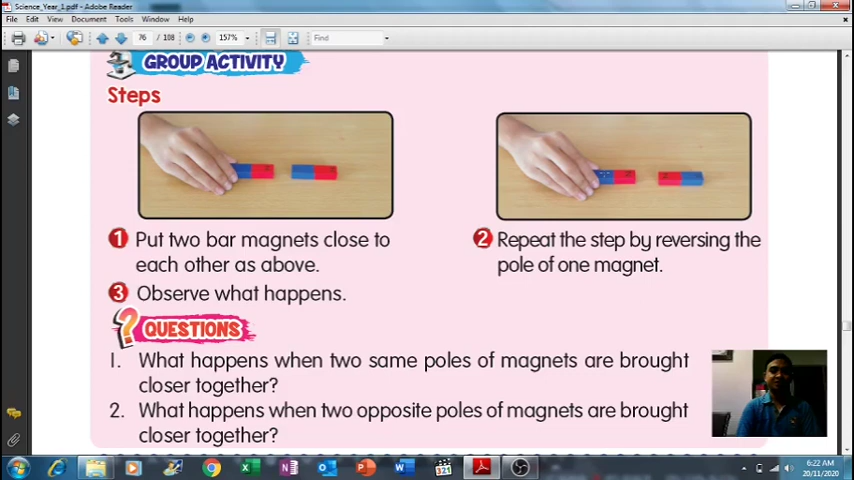 Science_Year_1.pdf - Adobe Reader
File Edit View Document Tools Window Help
76 / 108 157% Find
GROUP ACTIVITY
Steps
1 Put two bar magnets close to
each other as above.
2 Repeat the step by reversing the
pole of one magnet.
3 Observe what happens.
? QUESTIONS
1. What happens when two same poles of magnets are brought
closer together?
2. What happens when two opposite poles of magnets are brought
closer together?
6:22 AM
20/11/2020